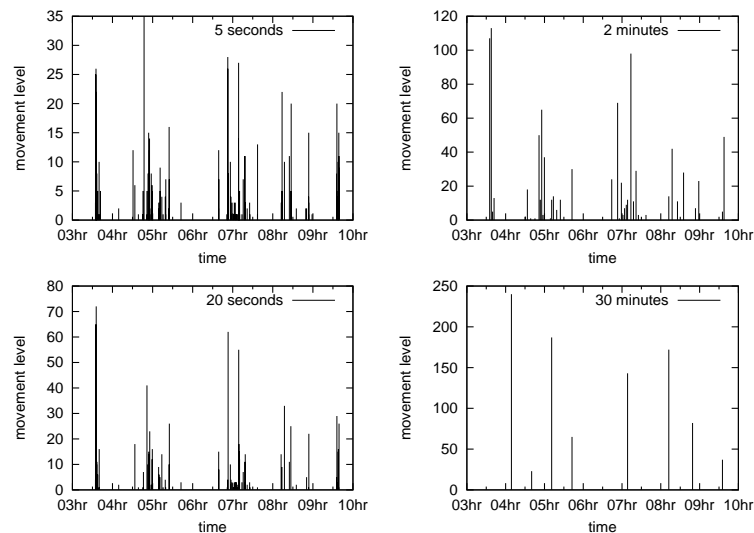 35
30
25
20
15
10
5
0
movement level
5 seconds
03hr 04hr 05hr 06hr 07hr 08hr 09hr 10hr
time
120
100
80
60
40
20
0
movement level
2 minutes
03hr 04hr 05hr 06hr 07hr 08hr 09hr 10hr
time
80
70
60
50
40
30
20
10
0
movement level
20 seconds
03hr 04hr 05hr 06hr 07hr 08hr 09hr 10hr
time
250
200
150
100
50
0
movement level
30 minutes
03hr 04hr 05hr 06hr 07hr 08hr 09hr 10hr
time